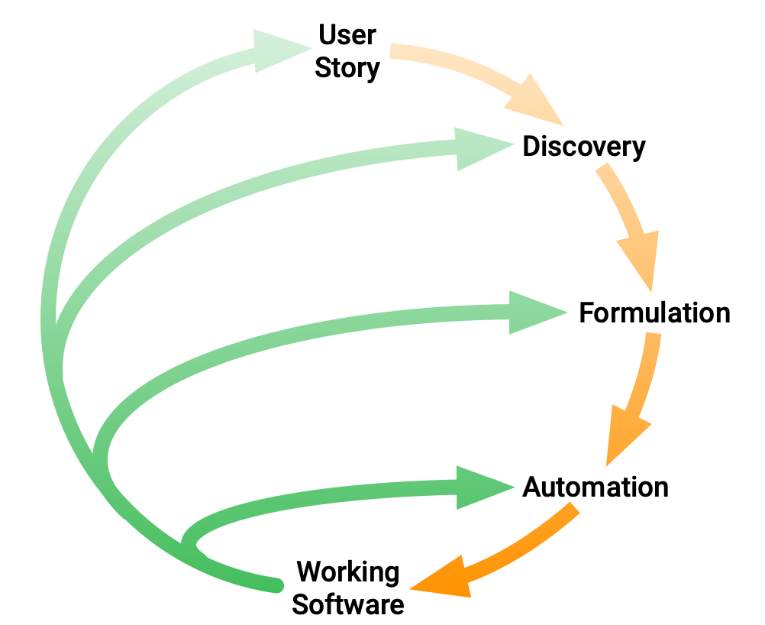 User
Story
Discovery
Formulation
Automation
Working
Software